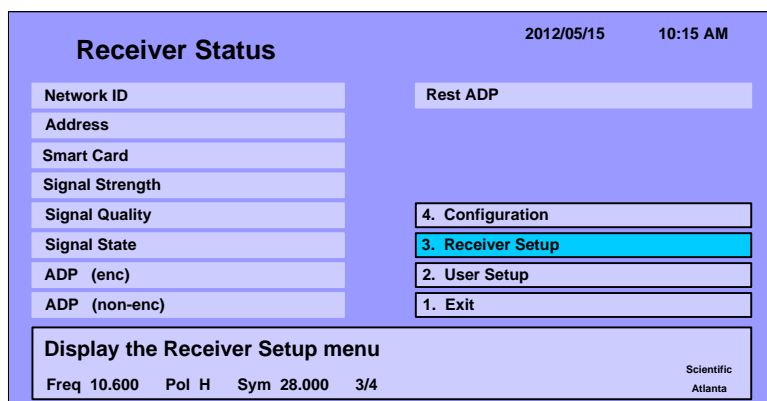 Receiver Status
2012/05/15 10:15 AM
Network ID
Address
Smart Card
Signal Strength
Signal Quality
Signal State
ADP (enc)
ADP (non-enc)
Rest ADP
4. Configuration
3. Receiver Setup
2. User Setup
1. Exit
Display the Receiver Setup menu
Freq 10.600 Pol H Sym 28.000 3/4
Scientific
Atlanta